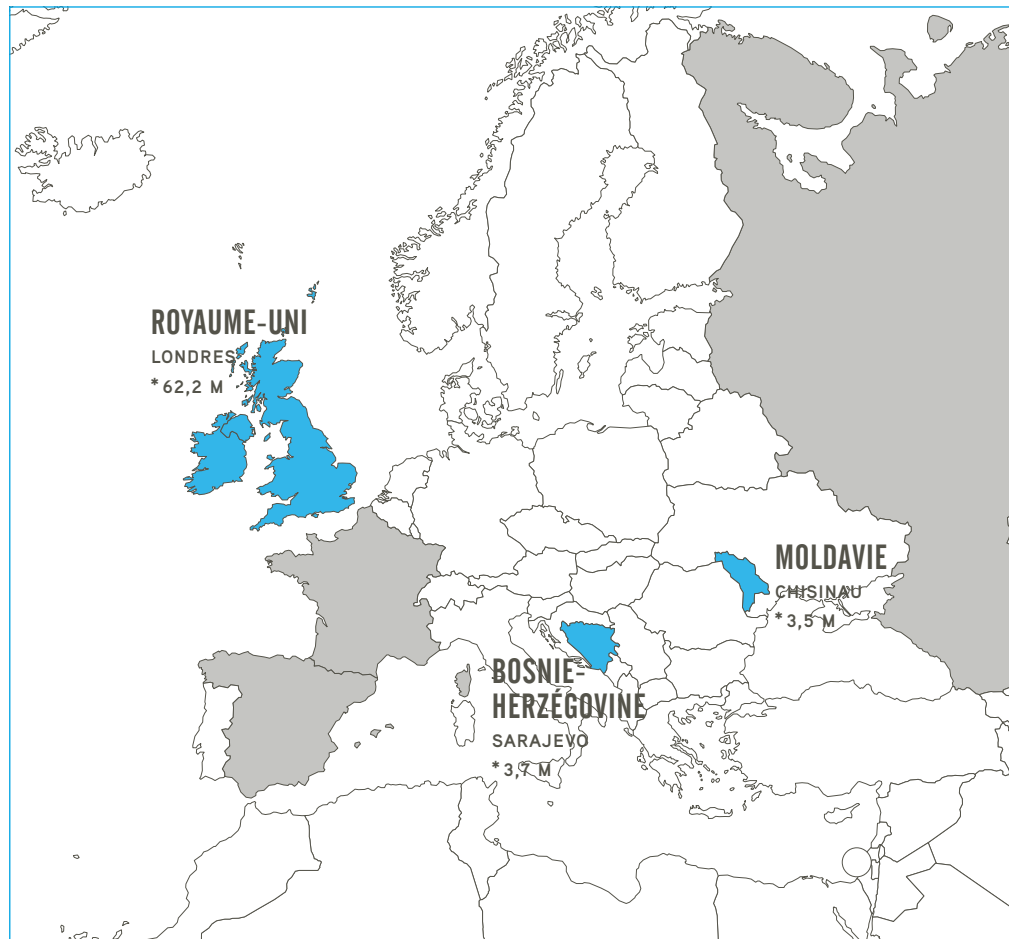 ROYAUME-UNI
LONDRES
*62,2 M
MOLDAVIE
CHISINAU
*3,5 M
BOSNIE-
HERZÉGOVINE
SARAJEVO
*3,7 M